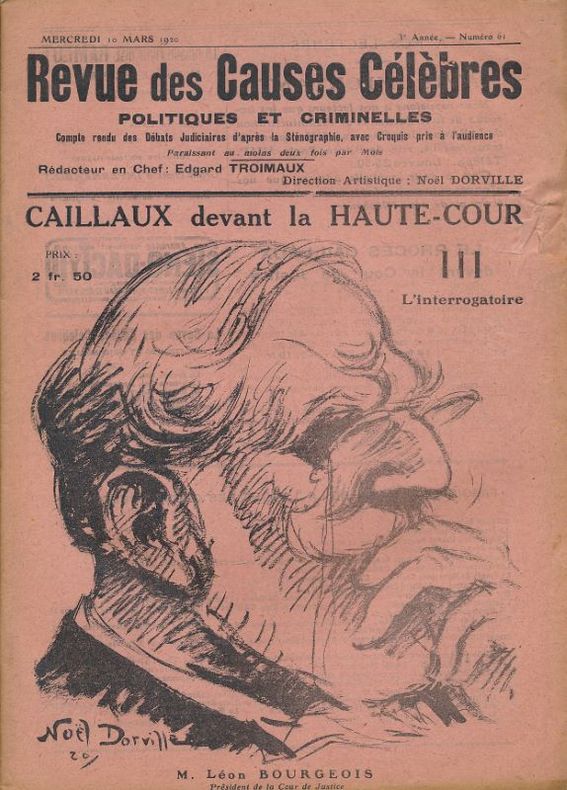 MERCREDI 10 MARS 1920
3e Année. — Numéro 61
Revue des Causes Célèbres
POLITIQUES ET CRIMINELLES
Compte rendu des Débats Judiciaires d'après la Sténographie, avec Croquis pris à l'audience
Paraissant au moins deux fois par Mois
Rédacteur en Chef : Edgard TROIMAUX
Direction Artistique : Noël DORVILLE
CAILLAUX devant la HAUTE-COUR
PRIX :
2 fr. 50
III
L'interrogatoire
Noël Dorville
20
M. Léon BOURGEOIS
Président de la Cour de Justice